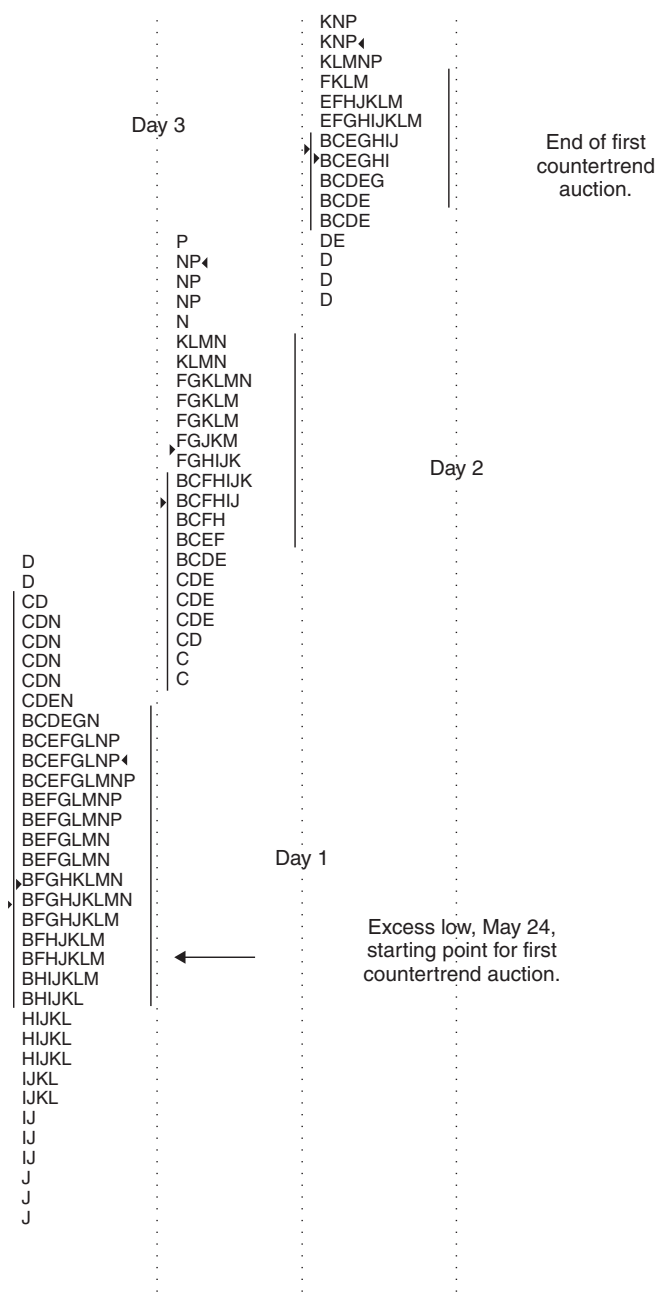 KNP
KNP
KLMNP
FKLM
EFHJKLM
EFGHIJKLM
BCEGHIJ
BCEGHI
BCDEG
BCDE
BCDE
DE
D
D
D
Day 3
End of first
countertrend
auction.
P
NP
NP
NP
N
KLMN
KLMN
FGKLMN
FGKLM
FGKLM
FGJKM
FGHIJK
BCFHIJK
BCFHIJ
BCFH
BCEF
BCDE
CDE
CDE
CDE
CD
C
C
Day 2
D
D
CD
CDN
CDN
CDN
CDN
CDEN
BCDEGN
BCEFGLNP
BCEFGLNP
BCEFGLMNP
BEFGLMNP
BEFGLMNP
BEFGLMN
BEFGLMN
BFGHKLMN
BFGHJKLMN
BFGHJKLM
BFHJKLM
BFHJKLM
BHIJKLM
BHIJKL
HIJKL
HIJKL
HIJKL
IJKL
IJKL
IJ
IJ
IJ
J
J
J
Day 1
Excess low, May 24,
starting point for first
countertrend auction.